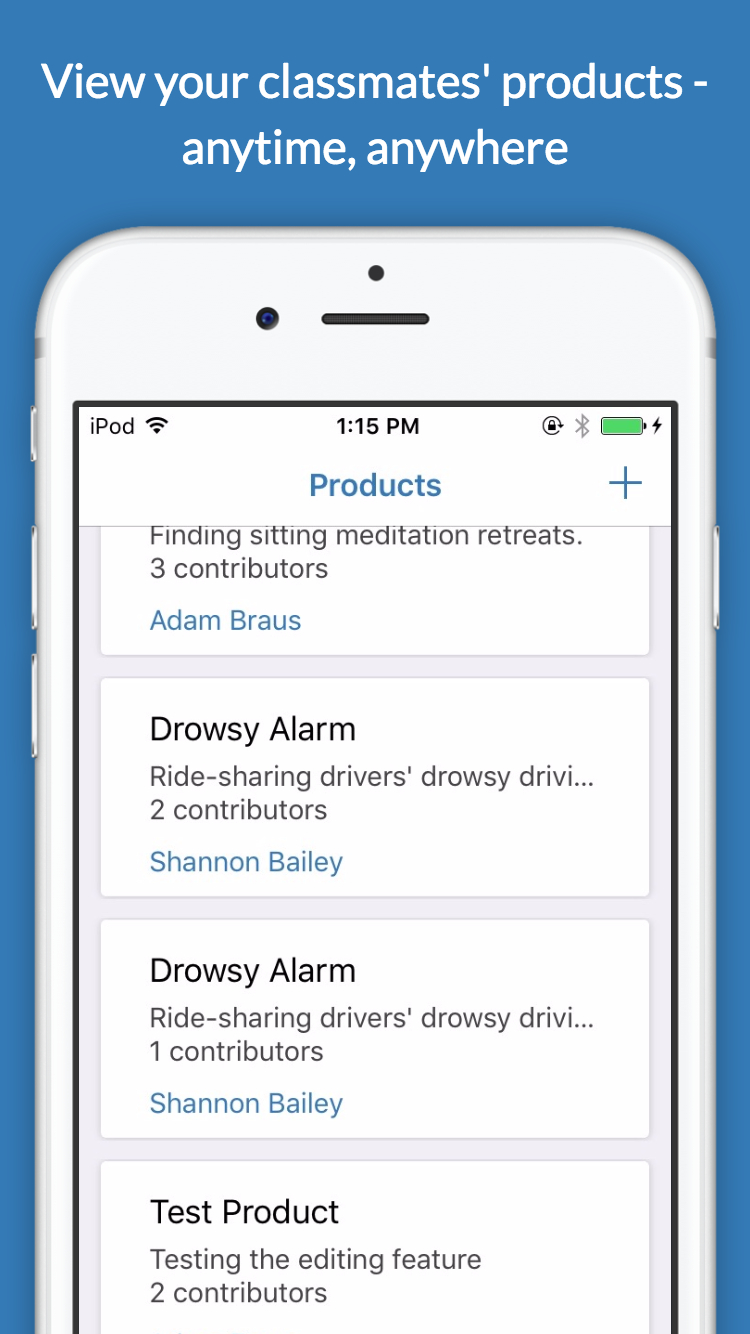 View your classmates' products -
anytime, anywhere
iPod 1:15 PM
Products
Finding sitting meditation retreats.
3 contributors
Adam Braus
Drowsy Alarm
Ride-sharing drivers' drowsy drivi...
2 contributors
Shannon Bailey
Drowsy Alarm
Ride-sharing drivers' drowsy drivi...
1 contributors
Shannon Bailey
Test Product
Testing the editing feature
2 contributors